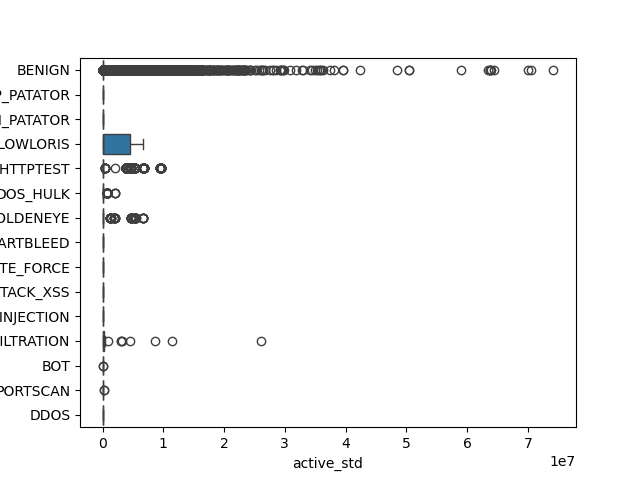 BENIGN
P_PATATOR
H_PATATOR
LOWLORIS
HTTPTEST
DOS_HULK
OLDENEYE
ARTBLEED
TE_FORCE
TACK_XSS
INJECTION
ILTRATION
BOT
PORTSCAN
DDOS
0 1 2 3 4 5 6 7
1e7
active_std